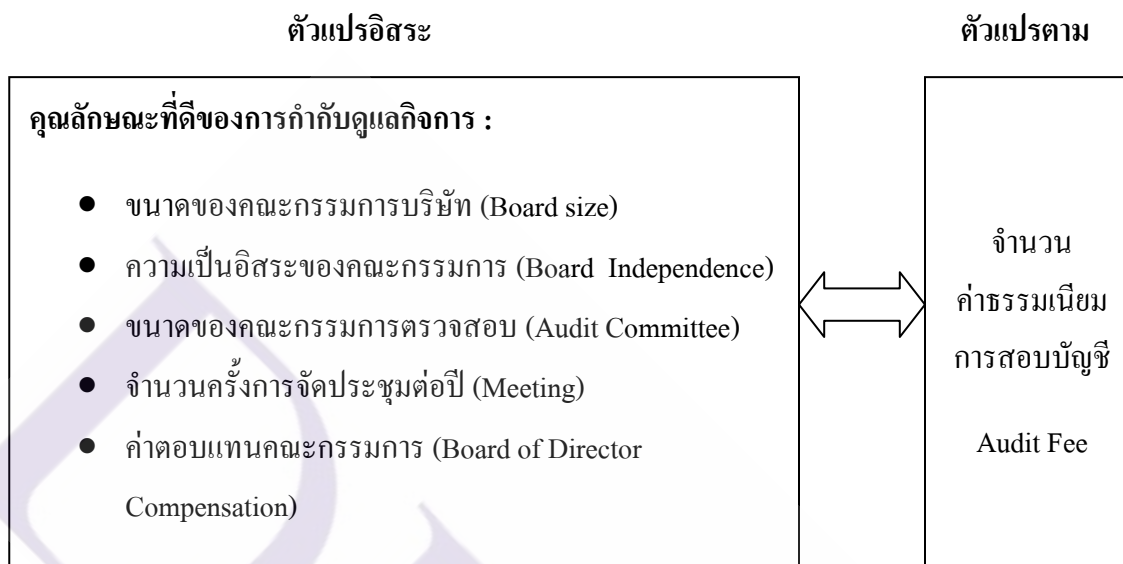 ตัวแปรอิสระ
ตัวแปรตาม
คุณลักษณะที่ดีของการกำกับดูแลกิจการ :
● ขนาดของคณะกรรมการบริษัท (Board size)
● ความเป็นอิสระของคณะกรรมการ (Board Independence)
● ขนาดของคณะกรรมการตรวจสอบ (Audit Committee)
● จำนวนครั้งการจัดประชุมต่อปี (Meeting)
● ค่าตอบแทนคณะกรรมการ (Board of Director
Compensation)
จำนวน
ค่าธรรมเนียม
การสอบบัญชี
Audit Fee